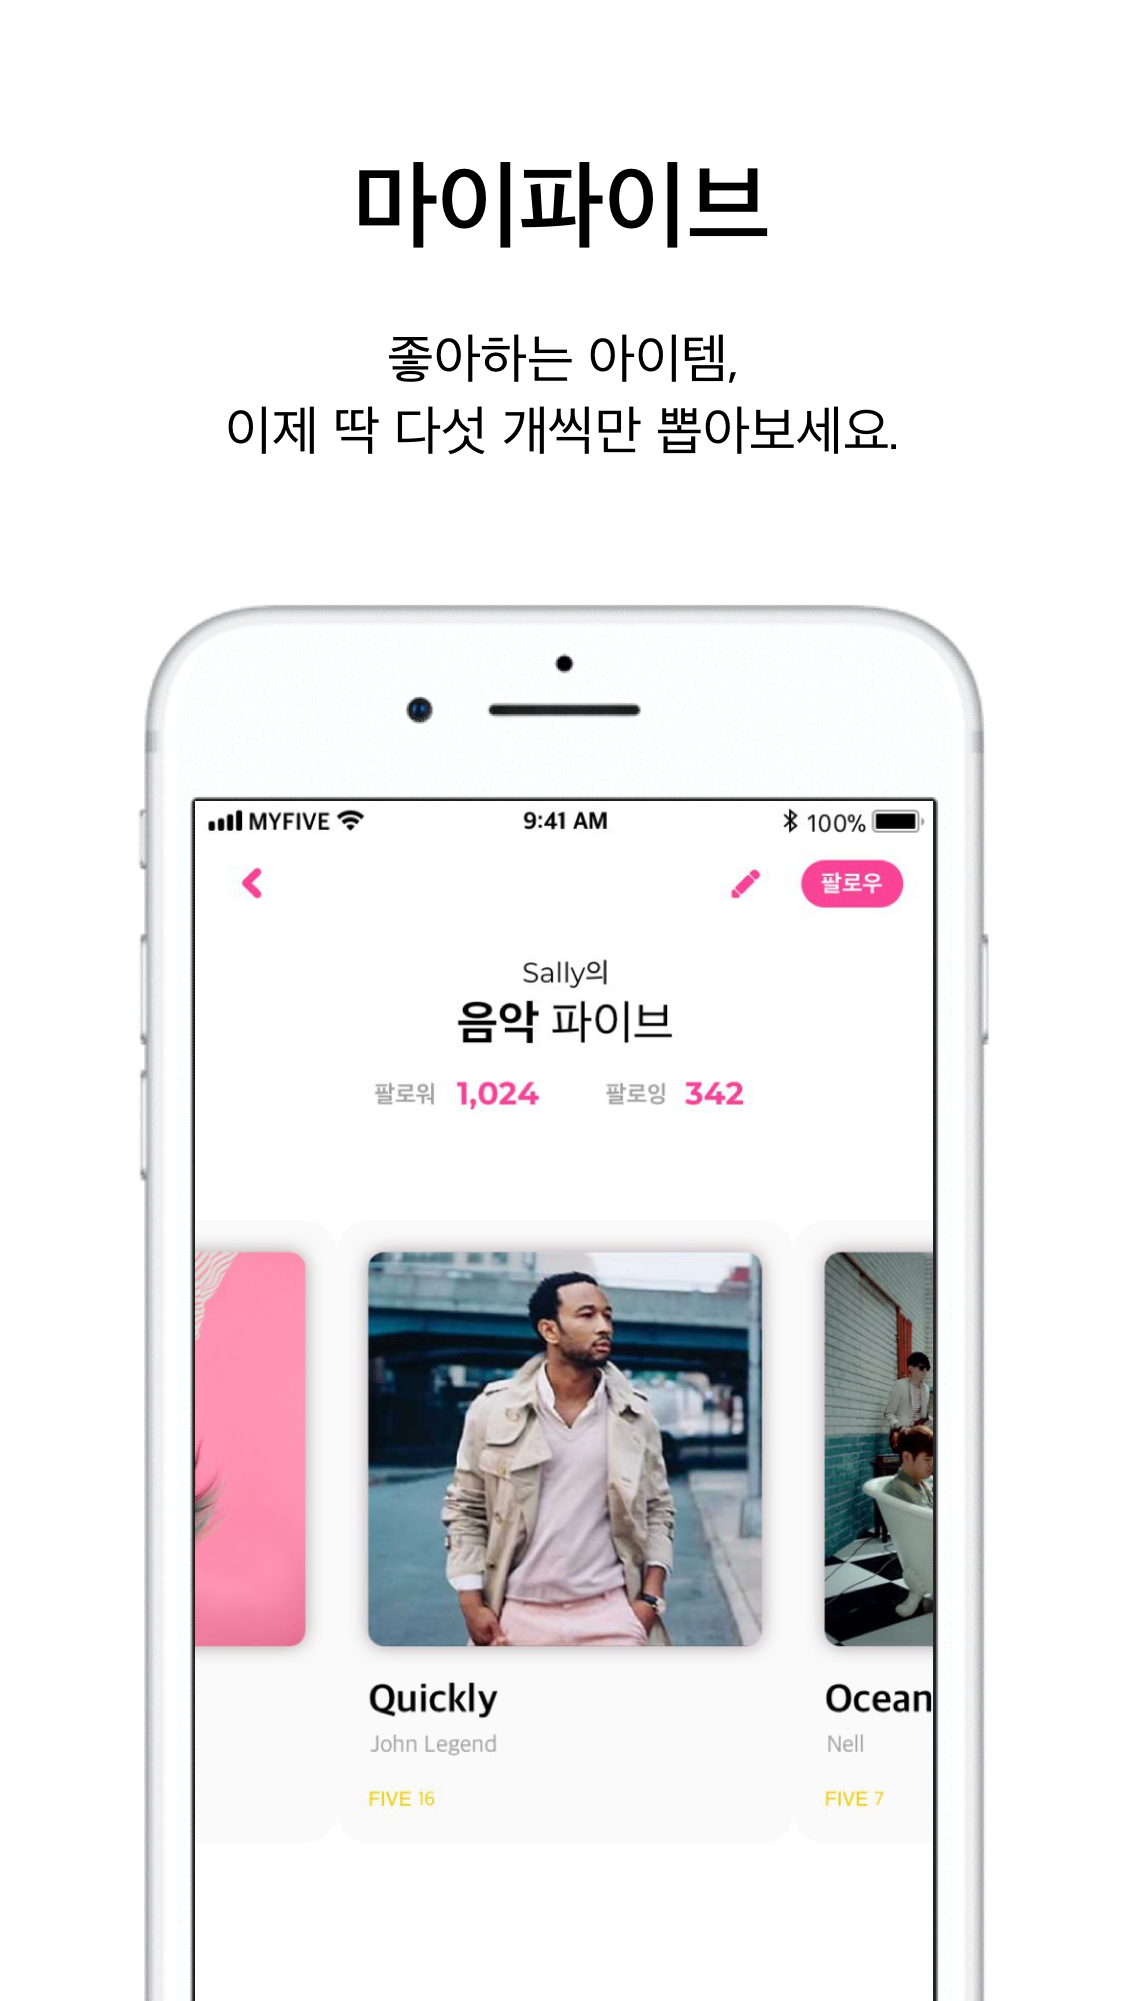 마이파이브
좋아하는 아이템,
이제 딱 다섯 개씩만 뽑아보세요.
MYFIVE 9:41 AM 100%
팔로우
Sally의
음악 파이브
팔로워 1,024 팔로잉 342
Quickly
John Legend
FIVE 16
Ocean
Nell
FIVE 7